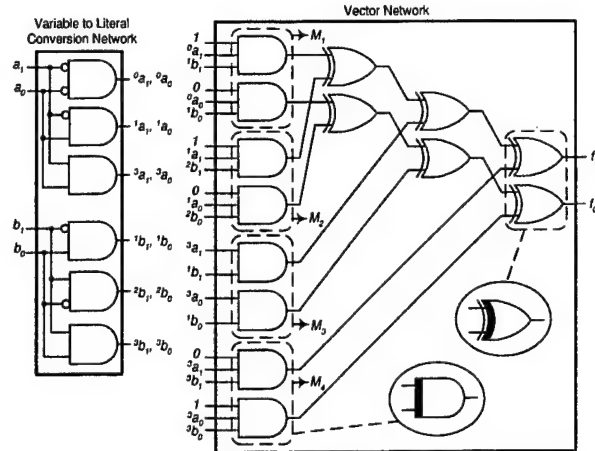 Variable to Literal
Conversion Network
a₁
a₀
⁰a₁, ⁰a₀
¹a₁, ¹a₀
³a₁, ³a₀
b₁
b₀
¹b₁, ¹b₀
²b₁, ²b₀
³b₁, ³b₀
Vector Network
1
⁰a₁
¹b₁
M₁
0
⁰a₀
¹b₀
1
¹a₁
²b₁
0
¹a₀
²b₀
M₂
³a₁
¹b₁
³a₀
¹b₀
M₃
0
³a₁
³b₁
M₄
1
³a₀
³b₀
f
f₀